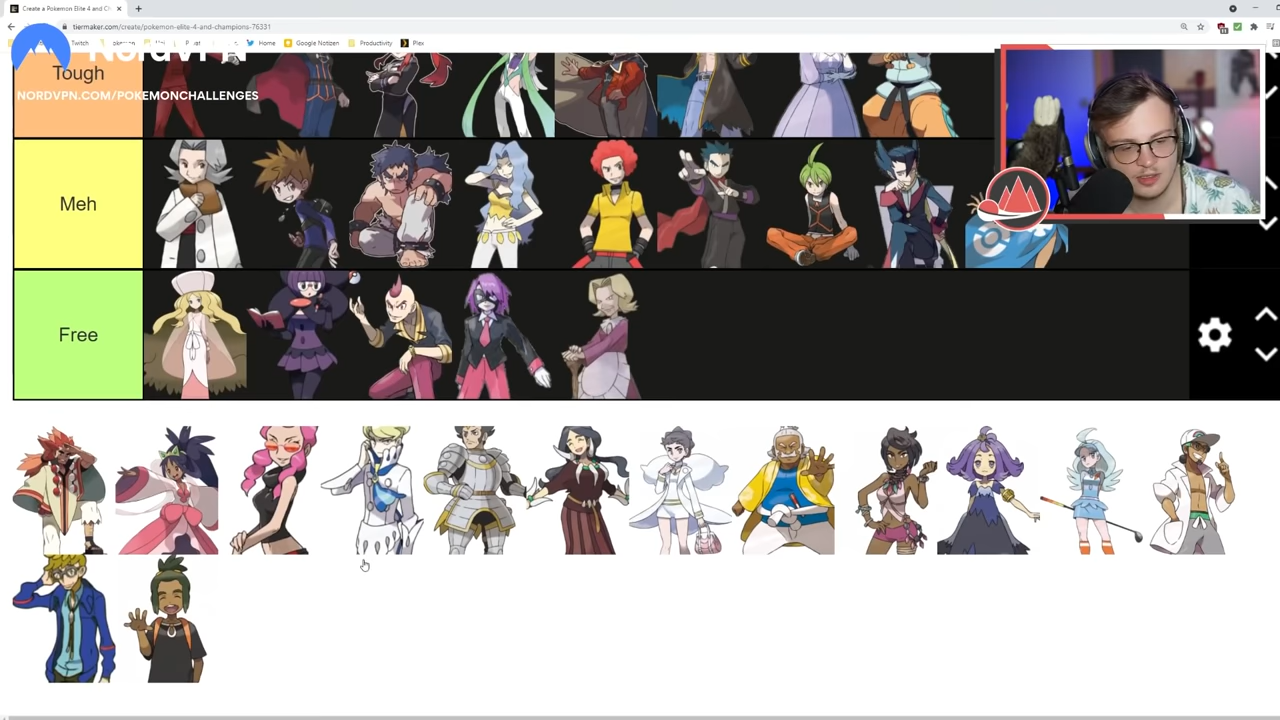 Create a Pokemon Elite 4 and Ch
tiermaker.com/create/pokemon-elite-4-and-champions-76331
Twitch
Home
Google Notizen
Productivity
Plex
NordVPN
NORDVPN.COM/POKEMONCHALLENGES
Tough
Meh
Free